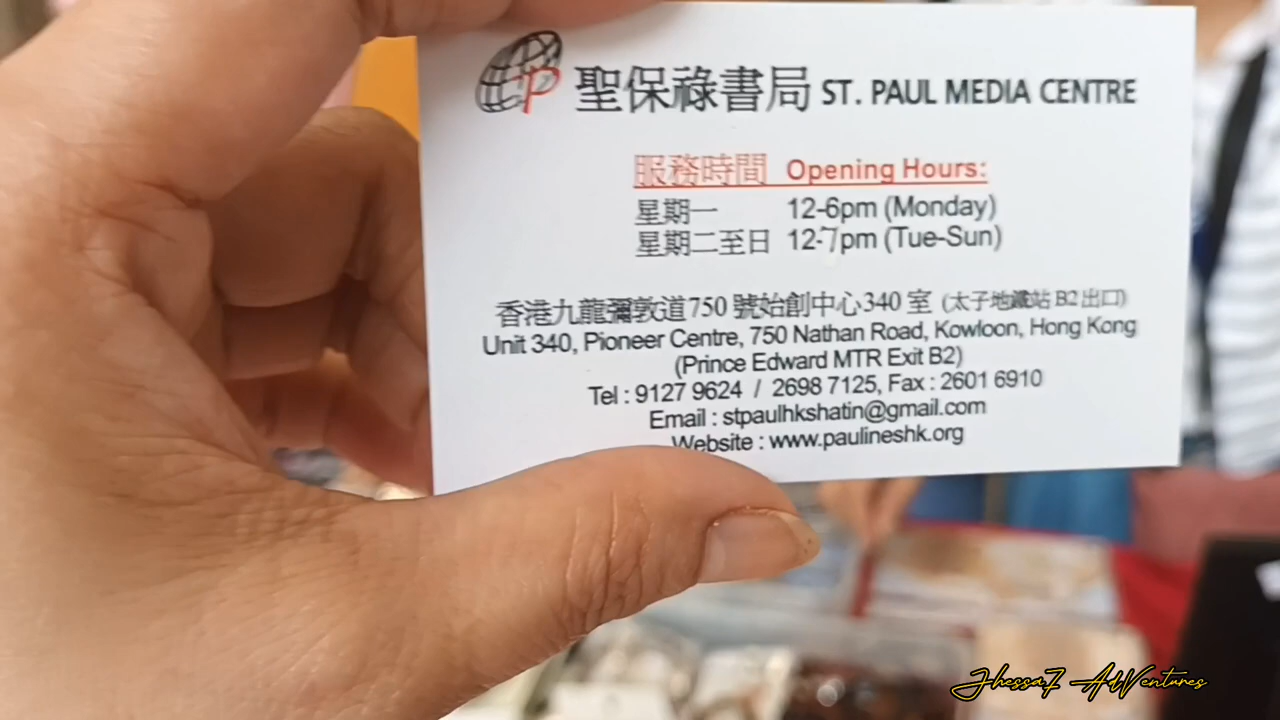 P 聖保祿書局 ST. PAUL MEDIA CENTRE
服務時間 Opening Hours:
星期一 12-6pm (Monday)
星期二至日 12-7pm (Tue-Sun)
香港九龍彌敦道750 號始創中心340 室 (太子地鐵站 B2出口)
Unit 340, Pioneer Centre, 750 Nathan Road, Kowloon, Hong Kong
(Prince Edward MTR Exit B2)
Tel : 9127 9624 / 2698 7125, Fax : 2601 6910
Email : stpaulhkshatin@gmail.com
Website : www.paulineshk.org
Jhessa7 AdVentures